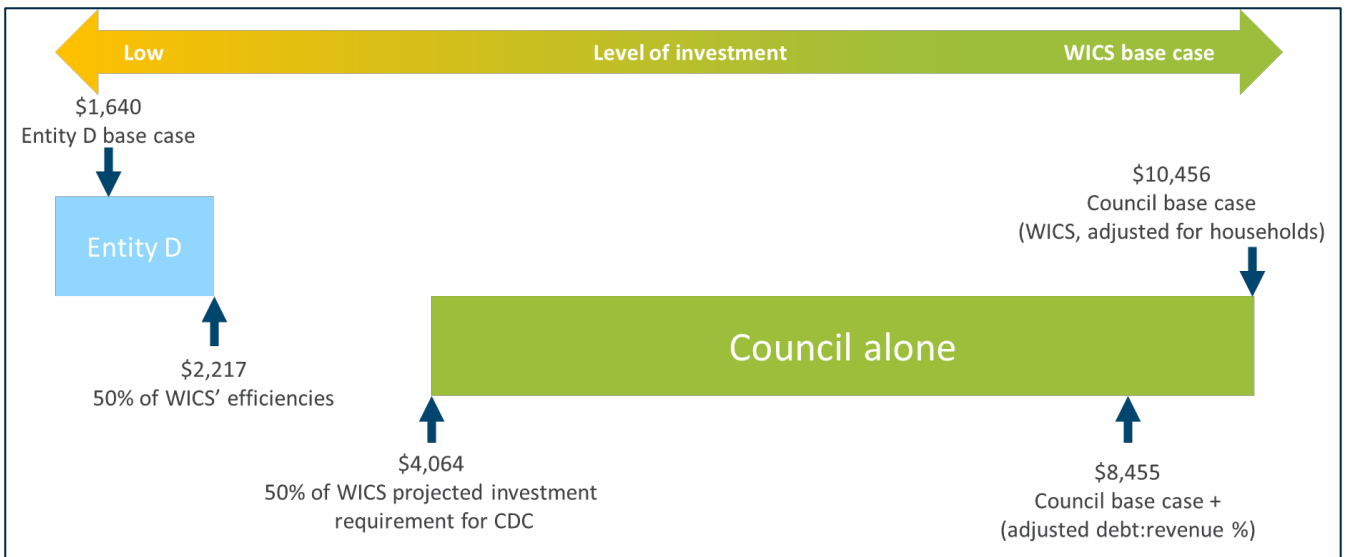 Low
Level of investment
WICS base case
$1,640
Entity D base case
$10,456
Council base case
(WICS, adjusted for households)
Entity D
Council alone
$2,217
50% of WICS’ efficiencies
$4,064
50% of WICS projected investment
requirement for CDC
$8,455
Council base case +
(adjusted debt:revenue %)